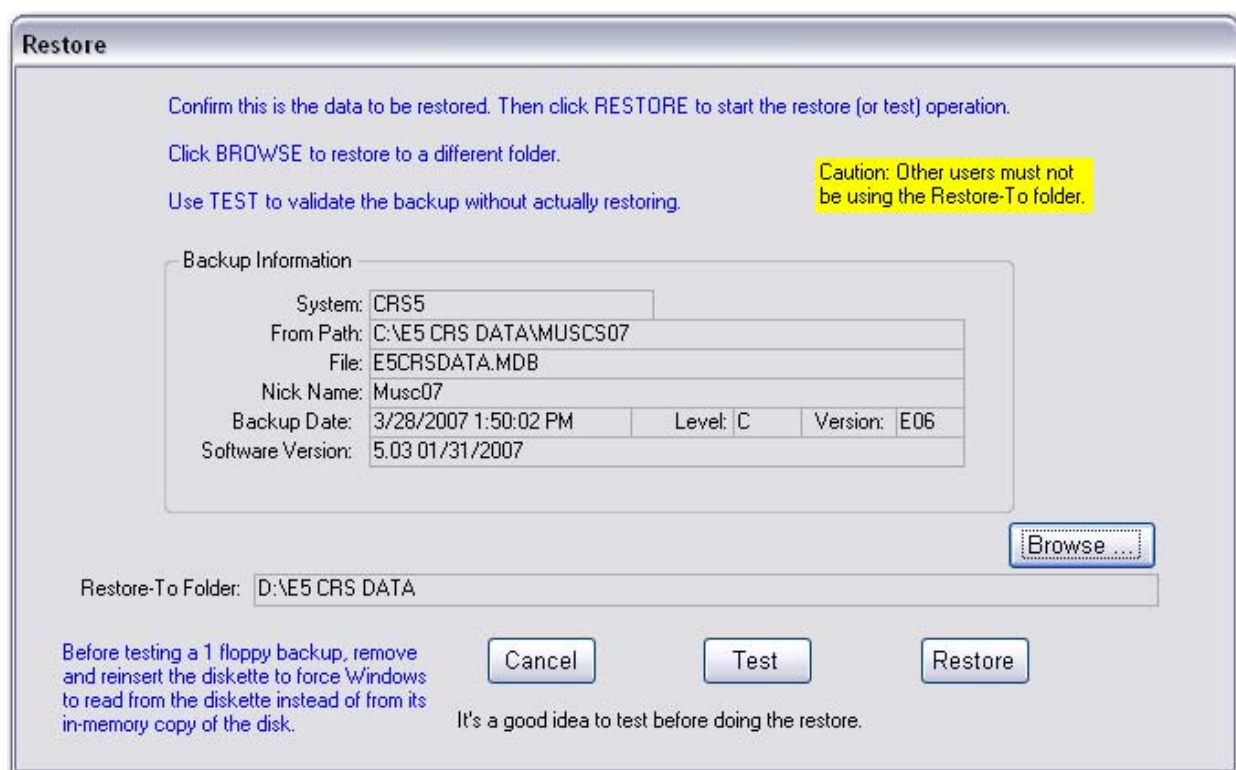 Restore
Confirm this is the data to be restored. Then click RESTORE to start the restore (or test) operation.
Click BROWSE to restore to a different folder.
Use TEST to validate the backup without actually restoring.
Caution: Other users must not
be using the Restore-To folder.
Backup Information
System: CRS5
From Path: C:\E5 CRS DATA\MUSCS07
File: E5CRSDATA.MDB
Nick Name: Musc07
Backup Date: 3/28/2007 1:50:02 PM Level: C Version: E06
Software Version: 5.03 01/31/2007
Browse ...
Restore-To Folder: D:\E5 CRS DATA
Before testing a 1 floppy backup, remove
and reinsert the diskette to force Windows
to read from the diskette instead of from its
in-memory copy of the disk.
Cancel Test Restore
It's a good idea to test before doing the restore.